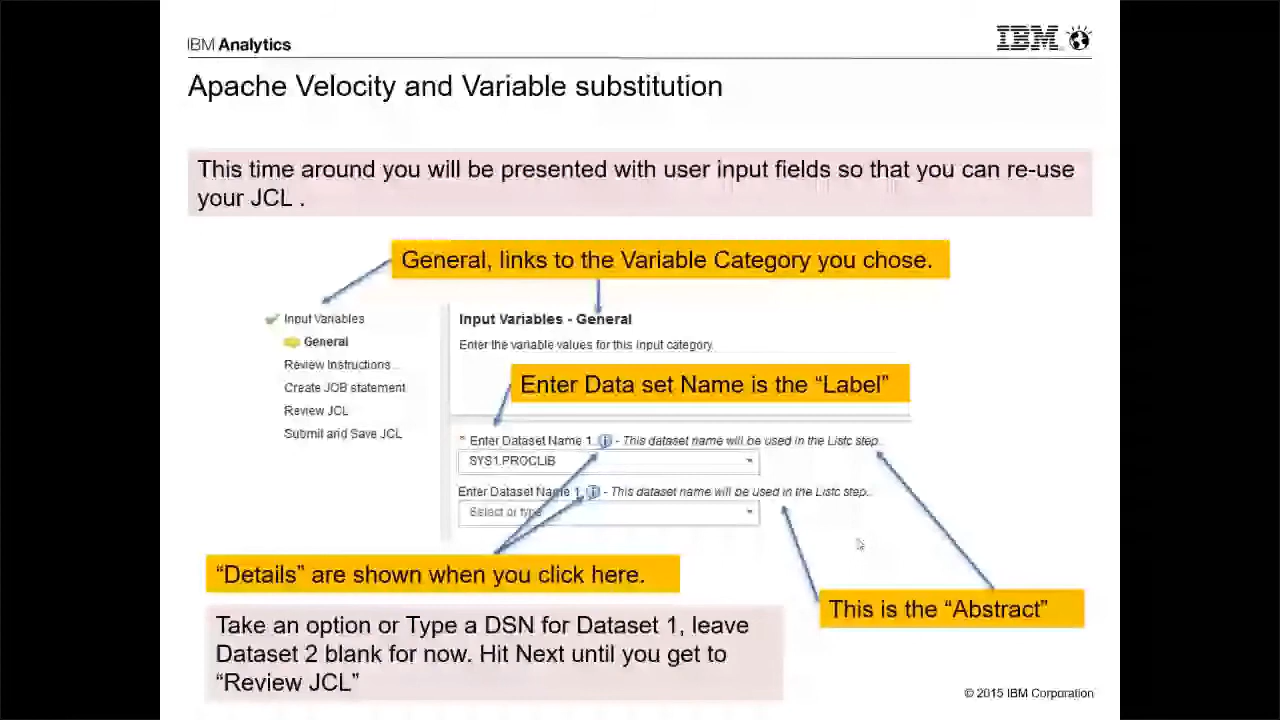 IBM Analytics
IBM
Apache Velocity and Variable substitution
This time around you will be presented with user input fields so that you can re-use
your JCL .
General, links to the Variable Category you chose.
Input Variables
General
Review Instructions...
Create JOB statement
Review JCL
Submit and Save JCL
Input Variables - General
Enter the variable values for this input category.
Enter Data set Name is the “Label”
* Enter Dataset Name 1. - This dataset name will be used in the Listc step..
SYS1.PROCLIB
Enter Dataset Name 1. - This dataset name will be used in the Listc step..
Select or type
“Details” are shown when you click here.
This is the “Abstract”
Take an option or Type a DSN for Dataset 1, leave
Dataset 2 blank for now. Hit Next until you get to
“Review JCL”
© 2015 IBM Corporation